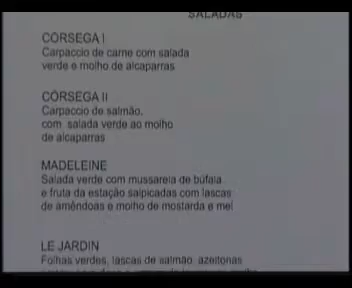 SALADAS
CÓRSEGA I
Carpaccio de carne com salada
verde e molho de alcaparras
CÓRSEGA II
Carpaccio de salmão,
com salada verde ao molho
de alcaparras
MADELEINE
Salada verde com mussarela de búfala
e fruta da estação salpicadas com lascas
de amêndoas e molho de mostarda e mel
LE JARDIN
Folhas verdes, lascas de salmão, azeitonas